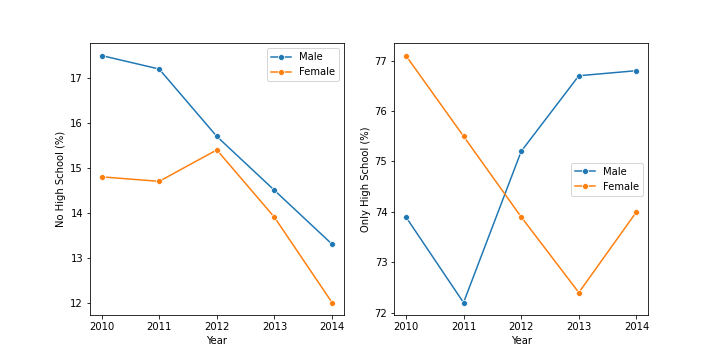 No High School (%)
17
16
15
14
13
12
2010 2011 2012 2013 2014
Year
Male
Female
Only High School (%)
77
76
75
74
73
72
2010 2011 2012 2013 2014
Year
Male
Female